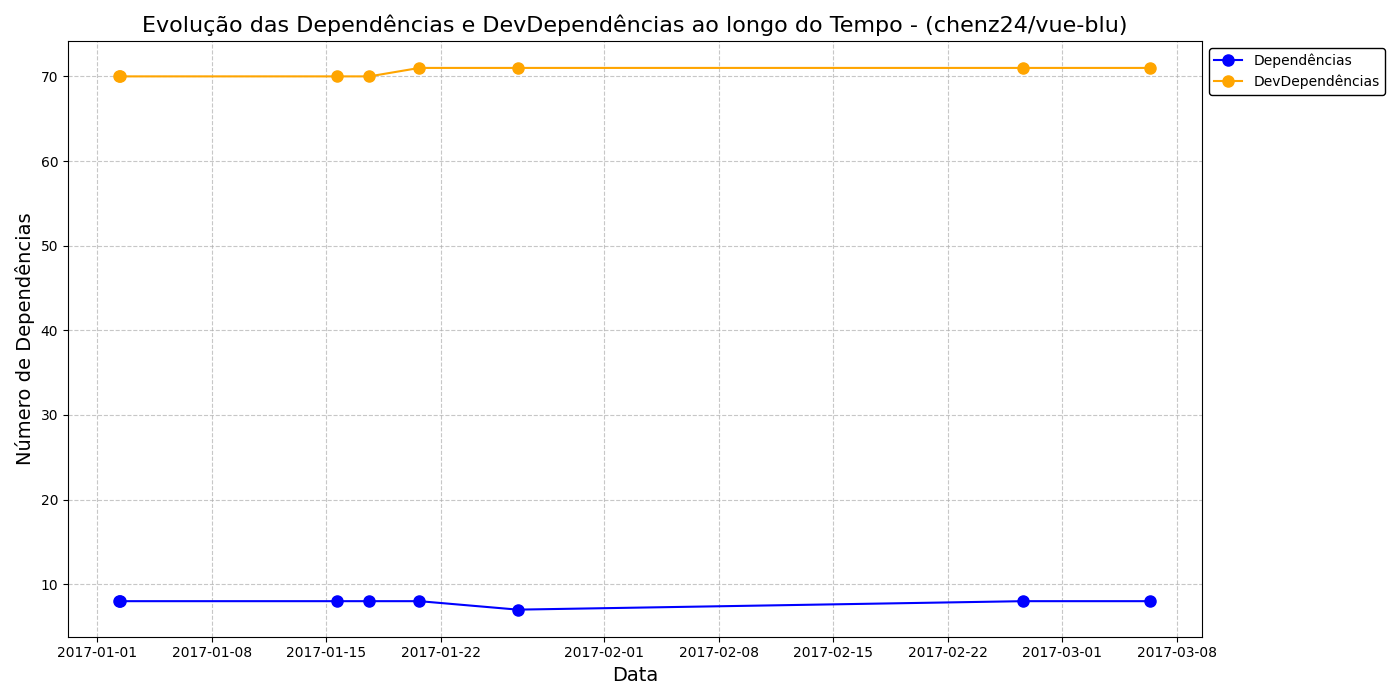 Evolução das Dependências e DevDependências ao longo do Tempo - (chenz24/vue-blu)
Dependências
DevDependências
Número de Dependências
70
60
50
40
30
20
10
2017-01-01 2017-01-08 2017-01-15 2017-01-22 2017-02-01 2017-02-08 2017-02-15 2017-02-22 2017-03-01 2017-03-08
Data